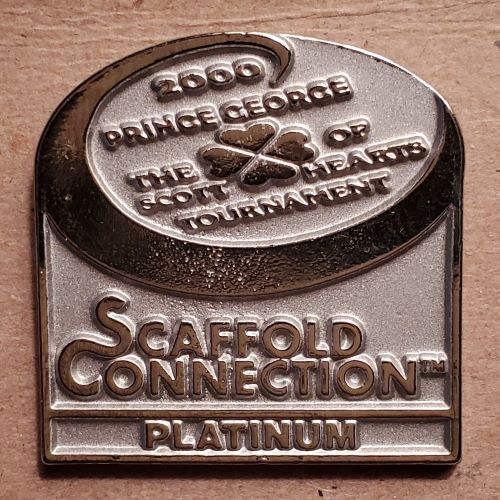 2000
PRINCE GEORGE
THE OF
SCOTT HEARTS
TOURNAMENT
SCAFFOLD
CONNECTION™
PLATINUM